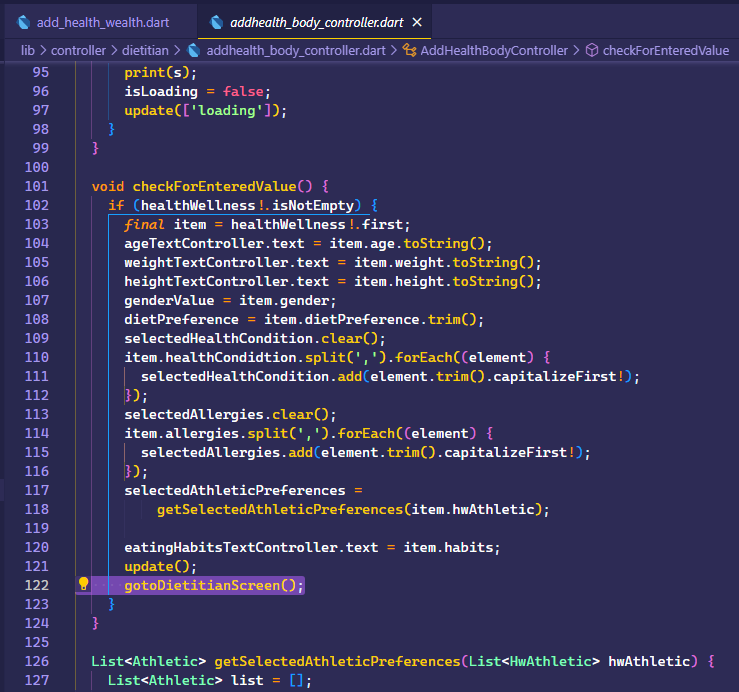 add_health_wealth.dart
addhealth_body_controller.dart ×
lib > controller > dietitian > addhealth_body_controller.dart > AddHealthBodyController > checkForEnteredValue
95 print(s);
96 isLoading = false;
97 update(['loading']);
98 }
99 }
100
101 void checkForEnteredValue() {
102 if (healthWellness!.isNotEmpty) {
103 final item = healthWellness!.first;
104 ageTextController.text = item.age.toString();
105 weightTextController.text = item.weight.toString();
106 heightTextController.text = item.height.toString();
107 genderValue = item.gender;
108 dietPreference = item.dietPreference.trim();
109 selectedHealthCondition.clear();
110 item.healthCondidtion.split(',').forEach((element) {
111 selectedHealthCondition.add(element.trim().capitalizeFirst!);
112 });
113 selectedAllergies.clear();
114 item.allergies.split(',').forEach((element) {
115 selectedAllergies.add(element.trim().capitalizeFirst!);
116 });
117 selectedAthleticPreferences =
118 getSelectedAthleticPreferences(item.hwAthletic);
119
120 eatingHabitsTextController.text = item.habits;
121 update();
122 gotoDietitianScreen();
123 }
124 }
125
126 List<Athletic> getSelectedAthleticPreferences(List<HwAthletic> hwAthletic) {
127 List<Athletic> list = [];